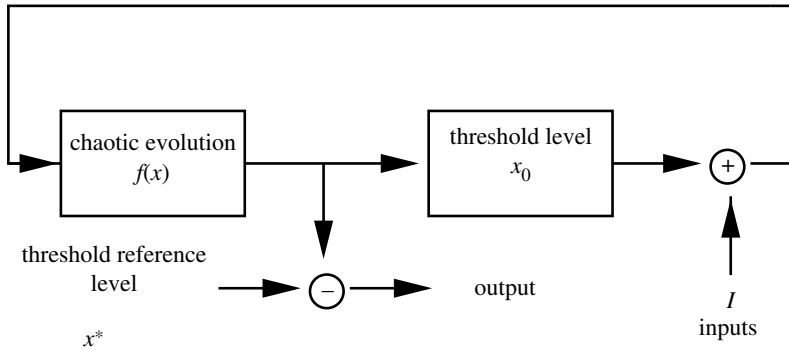 chaotic evolution
f(x)
threshold level
x₀
+
threshold reference
level
−
output
I
inputs
x*